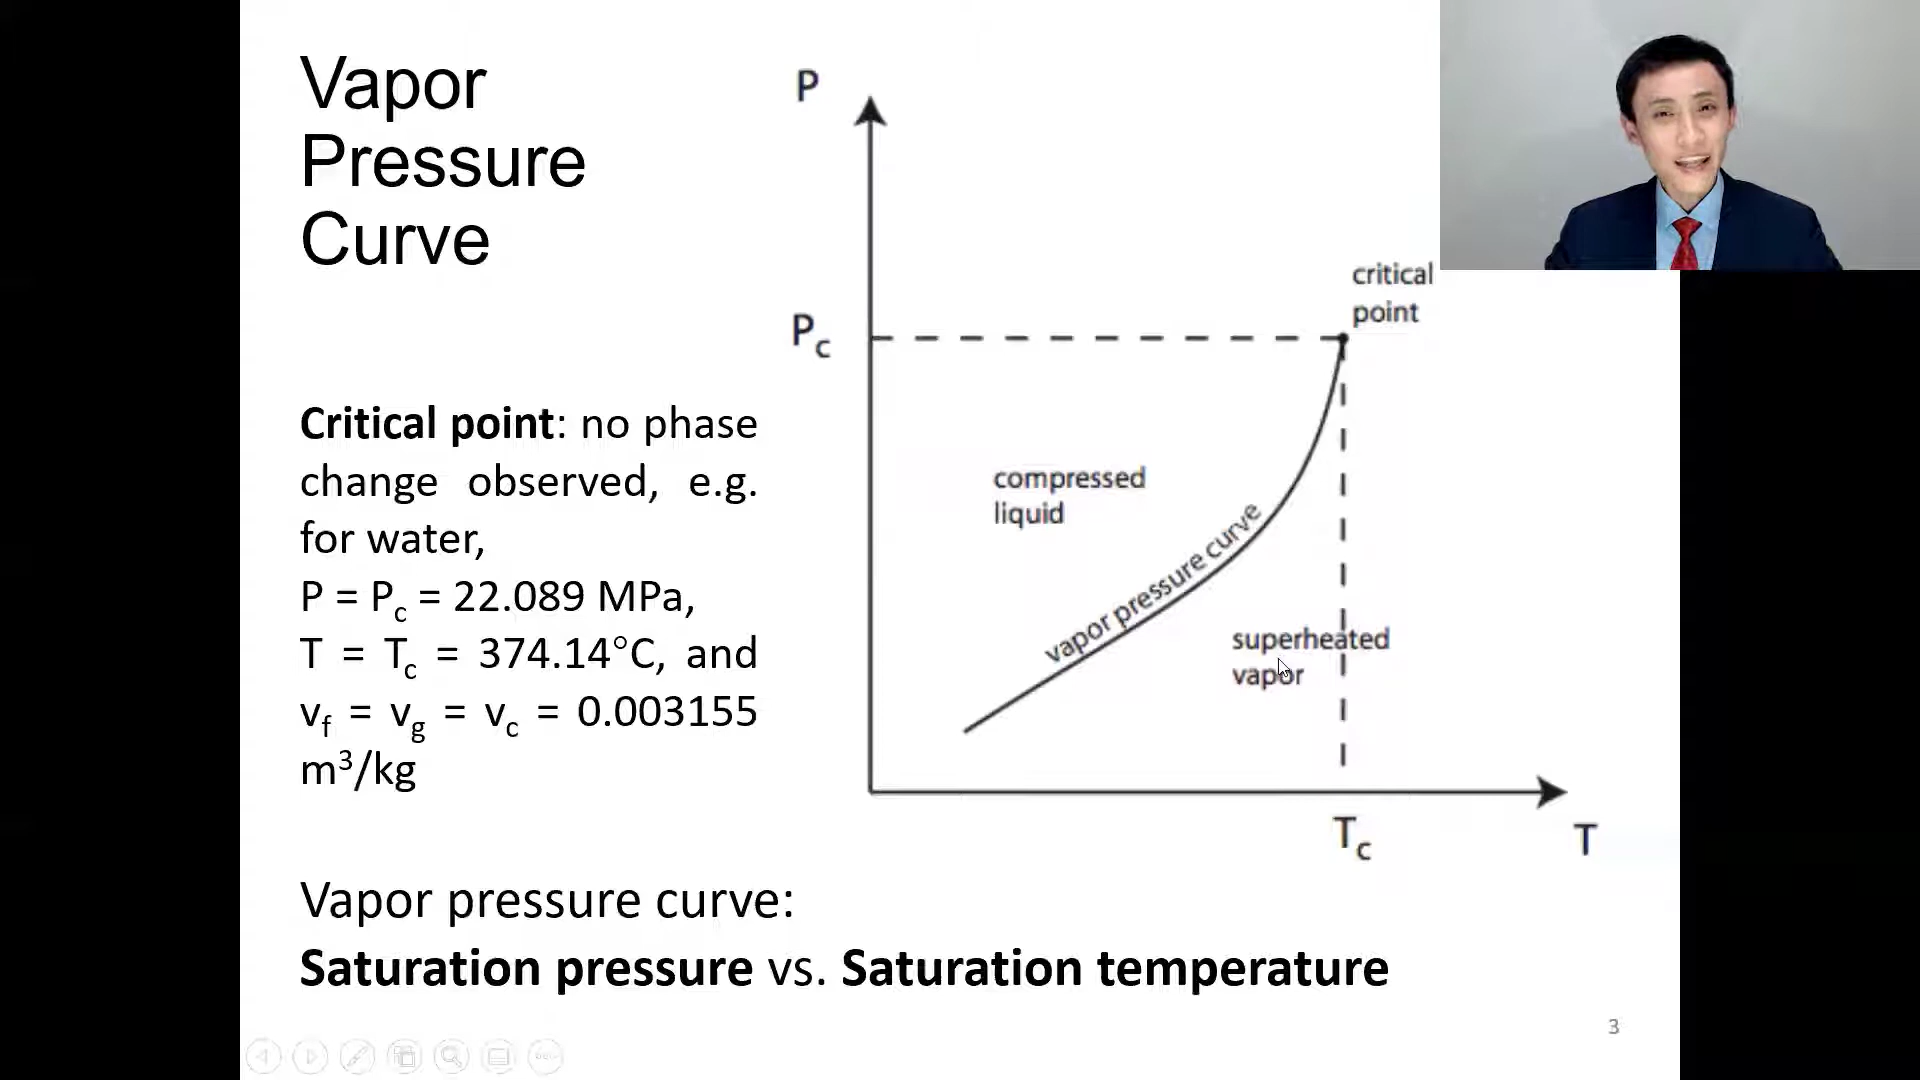 Vapor
Pressure
Curve
Critical point: no phase
change observed, e.g.
for water,
P = Pc = 22.089 MPa,
T = Tc = 374.14°C, and
vf = vg = vc = 0.003155
m³/kg
P
Pc
critical
point
compressed
liquid
vapor pressure curve
superheated
vapor
Tc
T
Vapor pressure curve:
Saturation pressure vs. Saturation temperature
3